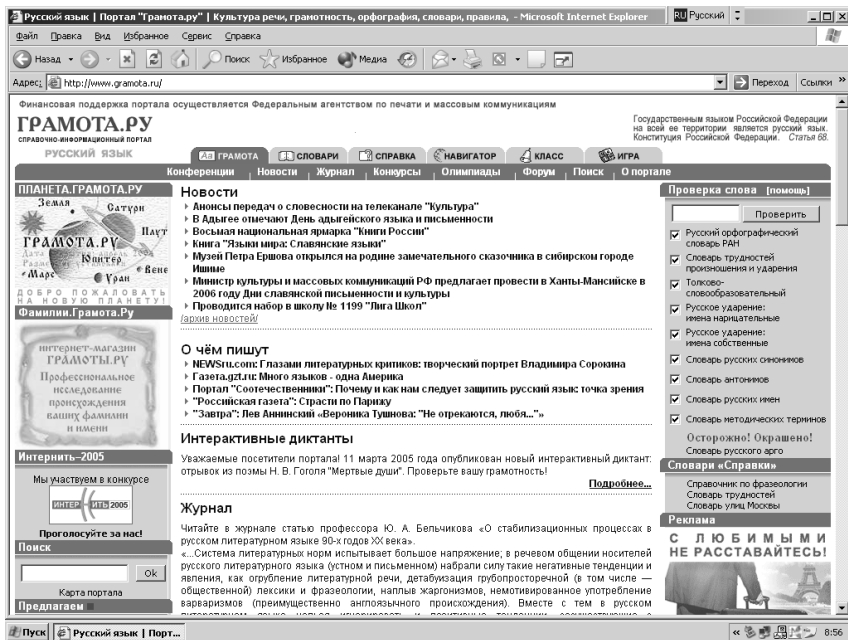 Русский язык | Портал "Грамота.ру" | Культура речи, грамотность, орфография, словари, правила, - Microsoft Internet Explorer
RU Русский
Файл Правка Вид Избранное Сервис Справка
Назад Поиск Избранное Медиа
Адрес: http://www.gramota.ru/ Переход Ссылки »
Финансовая поддержка портала осуществляется Федеральным агентством по печати и массовым коммуникациям
ГРАМОТА.РУ
СПРАВОЧНО-ИНФОРМАЦИОННЫЙ ПОРТАЛ
РУССКИЙ ЯЗЫК
Государственным языком Российской Федерации
на всей ее территории является русский язык.
Конституция Российской Федерации. Статья 68.
Аа ГРАМОТА СЛОВАРИ СПРАВКА НАВИГАТОР КЛАСС ИГРА
Конференции Новости Журнал Конкурсы Олимпиады Форум Поиск О портале
ПЛАНЕТА.ГРАМОТА.РУ
Земля Сатурн
Плут
ГРАМОТА.РУ
Юпитер
Марс Уран Вене
ДОБРО ПОЖАЛОВАТЬ
НА НОВУЮ ПЛАНЕТУ!
Фамилии.Грамота.Ру
интернет-магазин
ГРАМОТЫ.РУ
Профессиональное
исследование
происхождения
ваших фамилии
и имени
Интернить–2005
Мы участвуем в конкурсе
ИНТЕР ИТЬ 2005
Проголосуйте за нас!
Поиск
Ok
Карта портала
Предлагаем
Новости
Анонсы передач о словесности на телеканале "Культура"
В Адыгее отмечают День адыгейского языка и письменности
Восьмая национальная ярмарка "Книги России"
Книга "Языки мира: Славянские языки"
Музей Петра Ершова открылся на родине замечательного сказочника в сибирском городе
Ишиме
Министр культуры и массовых коммуникаций РФ предлагает провести в Ханты-Мансийске в
2006 году Дни славянской письменности и культуры
Проводится набор в школу № 1199 "Лига Школ"
/архив новостей/
О чём пишут
NEWSru.com: Глазами литературных критиков: творческий портрет Владимира Сорокина
Газета.gzt.ru: Много языков - одна Америка
Портал "Соотечественники": Почему и как нам следует защитить русский язык: точка зрения
"Российская газета": Страсти по Парижу
"Завтра": Лев Аннинский «Вероника Тушнова: "Не отрекаются, любя..."»
Интерактивные диктанты
Уважаемые посетители портала! 11 марта 2005 года опубликован новый интерактивный диктант:
отрывок из поэмы Н. В. Гоголя "Мертвые души". Проверьте вашу грамотность!
Подробнее...
Журнал
Читайте в журнале статью профессора Ю. А. Бельчикова «О стабилизационных процессах в
русском литературном языке 90-х годов XX века».
«...Система литературных норм испытывает большое напряжение; в речевом общении носителей
русского литературного языка (устном и письменном) набрали силу такие негативные тенденции и
явления, как огрубление литературной речи, детабуизация грубопросторечной (в том числе —
общественной) лексики и фразеологии, наплыв жаргонизмов, немотивированное употребление
варваризмов (преимущественно англоязычного происхождения). Вместе с тем в русском
Проверка слова [помощь]
Проверить
Русский орфографический
словарь РАН
Словарь трудностей
произношения и ударения
Толково-
словообразовательный
Русское ударение:
имена нарицательные
Русское ударение:
имена собственные
Словарь русских синонимов
Словарь антонимов
Словарь русских имен
Словарь методических терминов
Осторожно! Окрашено!
Словарь русского арго
Словари «Справки»
Справочник по фразеологии
Словарь трудностей
Словарь улиц Москвы
Реклама
С ЛЮБИМЫМИ
НЕ РАССТАВАЙТЕСЬ!
Пуск Русский язык | Порт... « 8:56